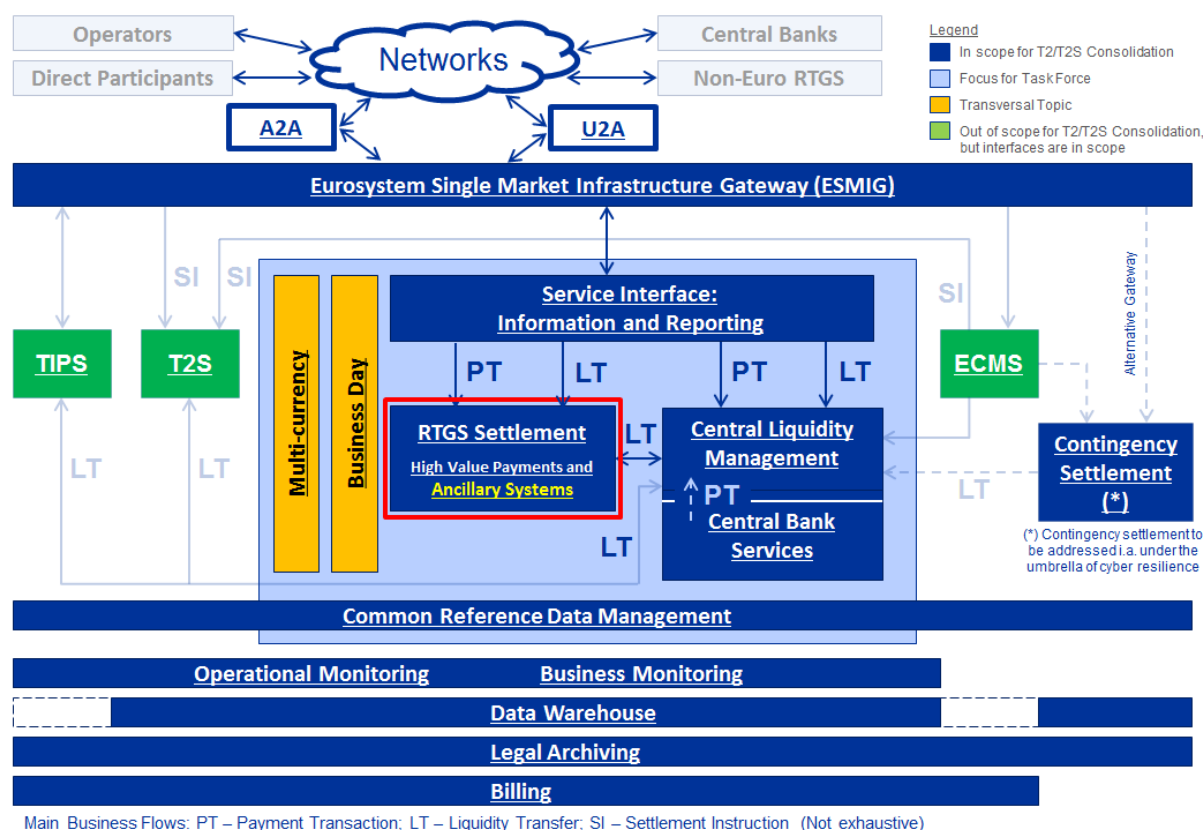 Operators
Direct Participants
Networks
Central Banks
Non-Euro RTGS
Legend
In scope for T2/T2S Consolidation
Focus for Task Force
Transversal Topic
Out of scope for T2/T2S Consolidation,
but interfaces are in scope
A2A
U2A
Eurosystem Single Market Infrastructure Gateway (ESMIG)
SI
SI
SI
Alternative Gateway
Multi-currency
Business Day
Service Interface:
Information and Reporting
PT
LT
PT
LT
TIPS
T2S
ECMS
RTGS Settlement
High Value Payments and
Ancillary Systems
LT
Central Liquidity
Management
PT
Central Bank
Services
Contingency
Settlement
(*)
LT
LT
LT
LT
(*) Contingency settlement to
be addressed i.a. under the
umbrella of cyber resilience
Common Reference Data Management
Operational Monitoring
Business Monitoring
Data Warehouse
Legal Archiving
Billing
Main Business Flows: PT – Payment Transaction; LT – Liquidity Transfer; SI – Settlement Instruction (Not exhaustive)